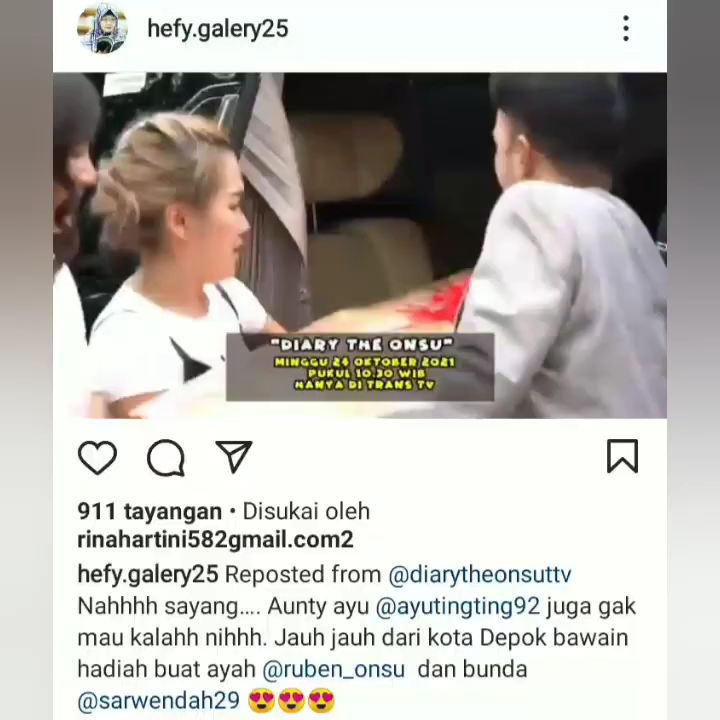 hefy.galery25
"DIARY THE ONSU"
MINGGU 24 OKTOBER 2021
PUKUL 10.30 WIB
HANYA DI TRANS TV
911 tayangan • Disukai oleh
rinahartini582gmail.com2
hefy.galery25 Reposted from @diarytheonsuttv
Nahhhh sayang.... Aunty ayu @ayutingting92 juga gak
mau kalahh nihhh. Jauh jauh dari kota Depok bawain
hadiah buat ayah @ruben_onsu dan bunda
@sarwendah29 😍😍😍